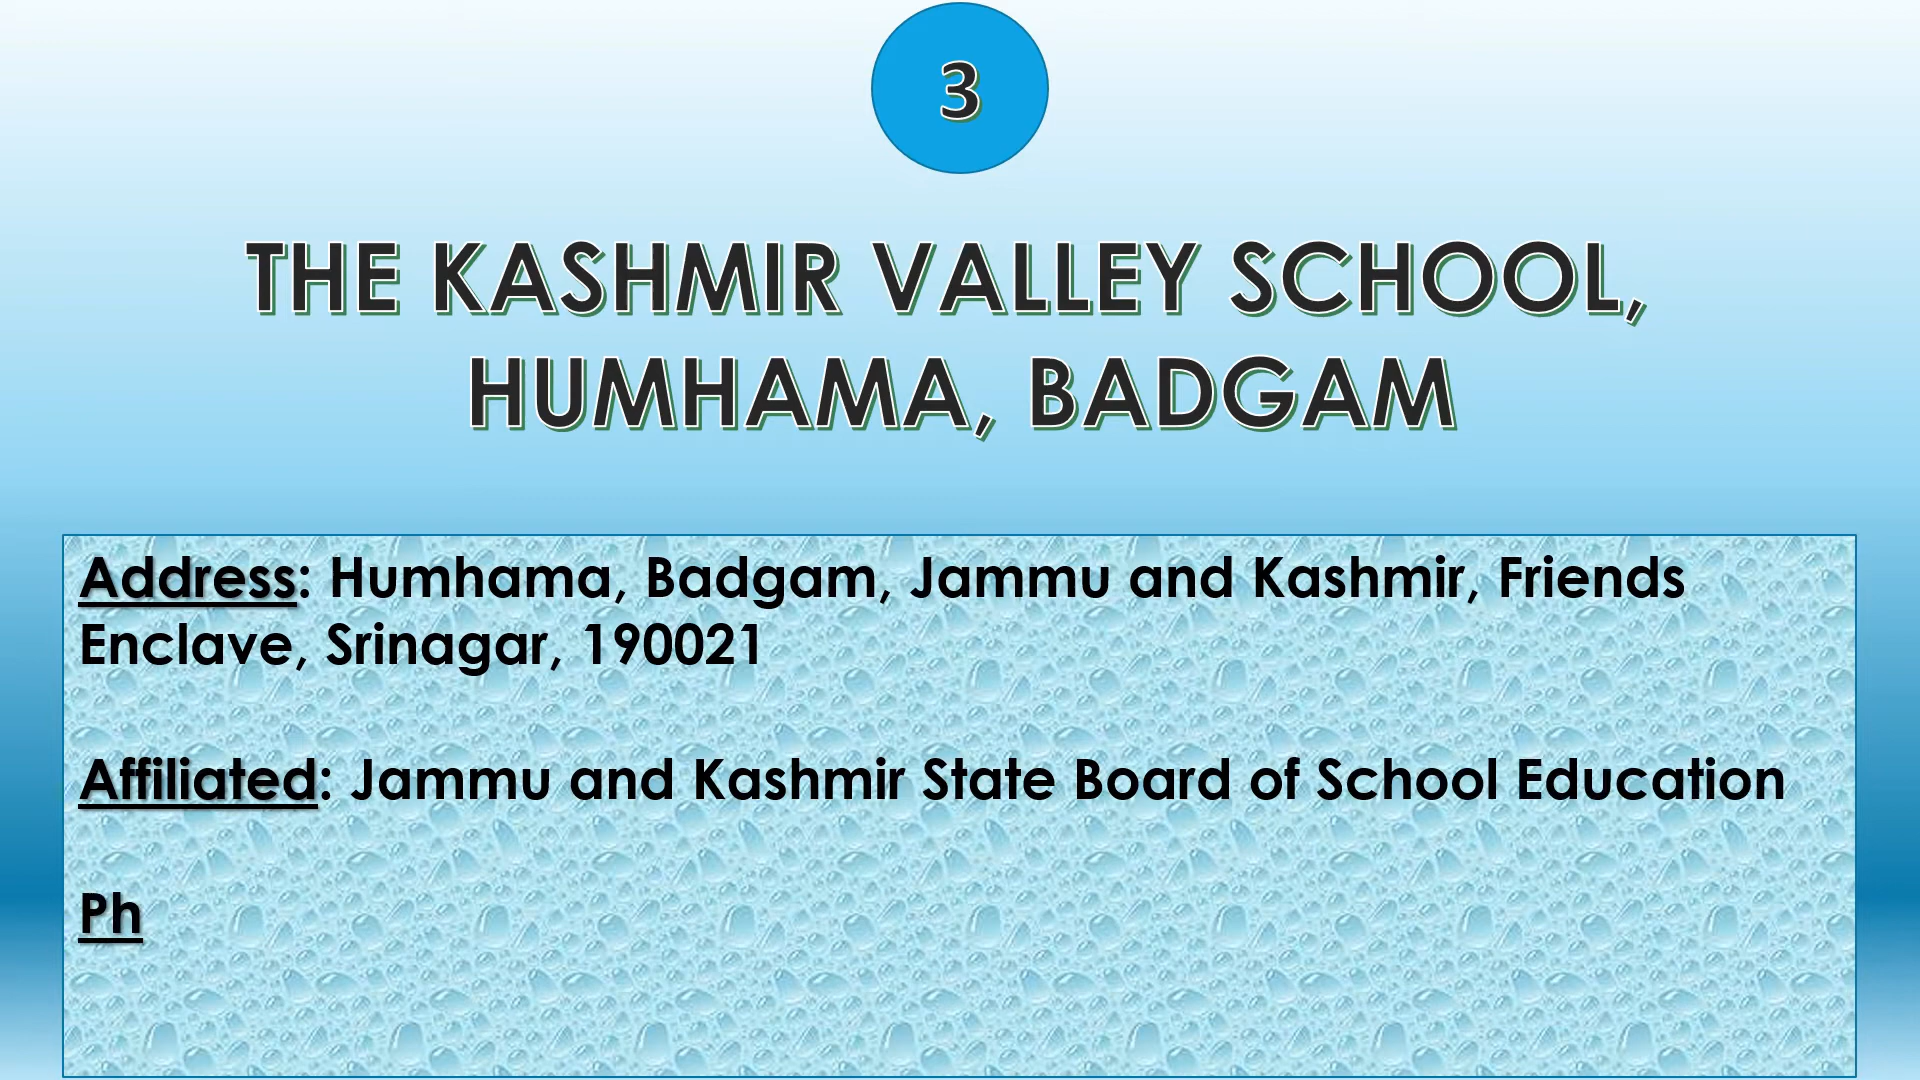 3
THE KASHMIR VALLEY SCHOOL,
HUMHAMA, BADGAM
Address: Humhama, Badgam, Jammu and Kashmir, Friends
Enclave, Srinagar, 190021
Affiliated: Jammu and Kashmir State Board of School Education
Ph